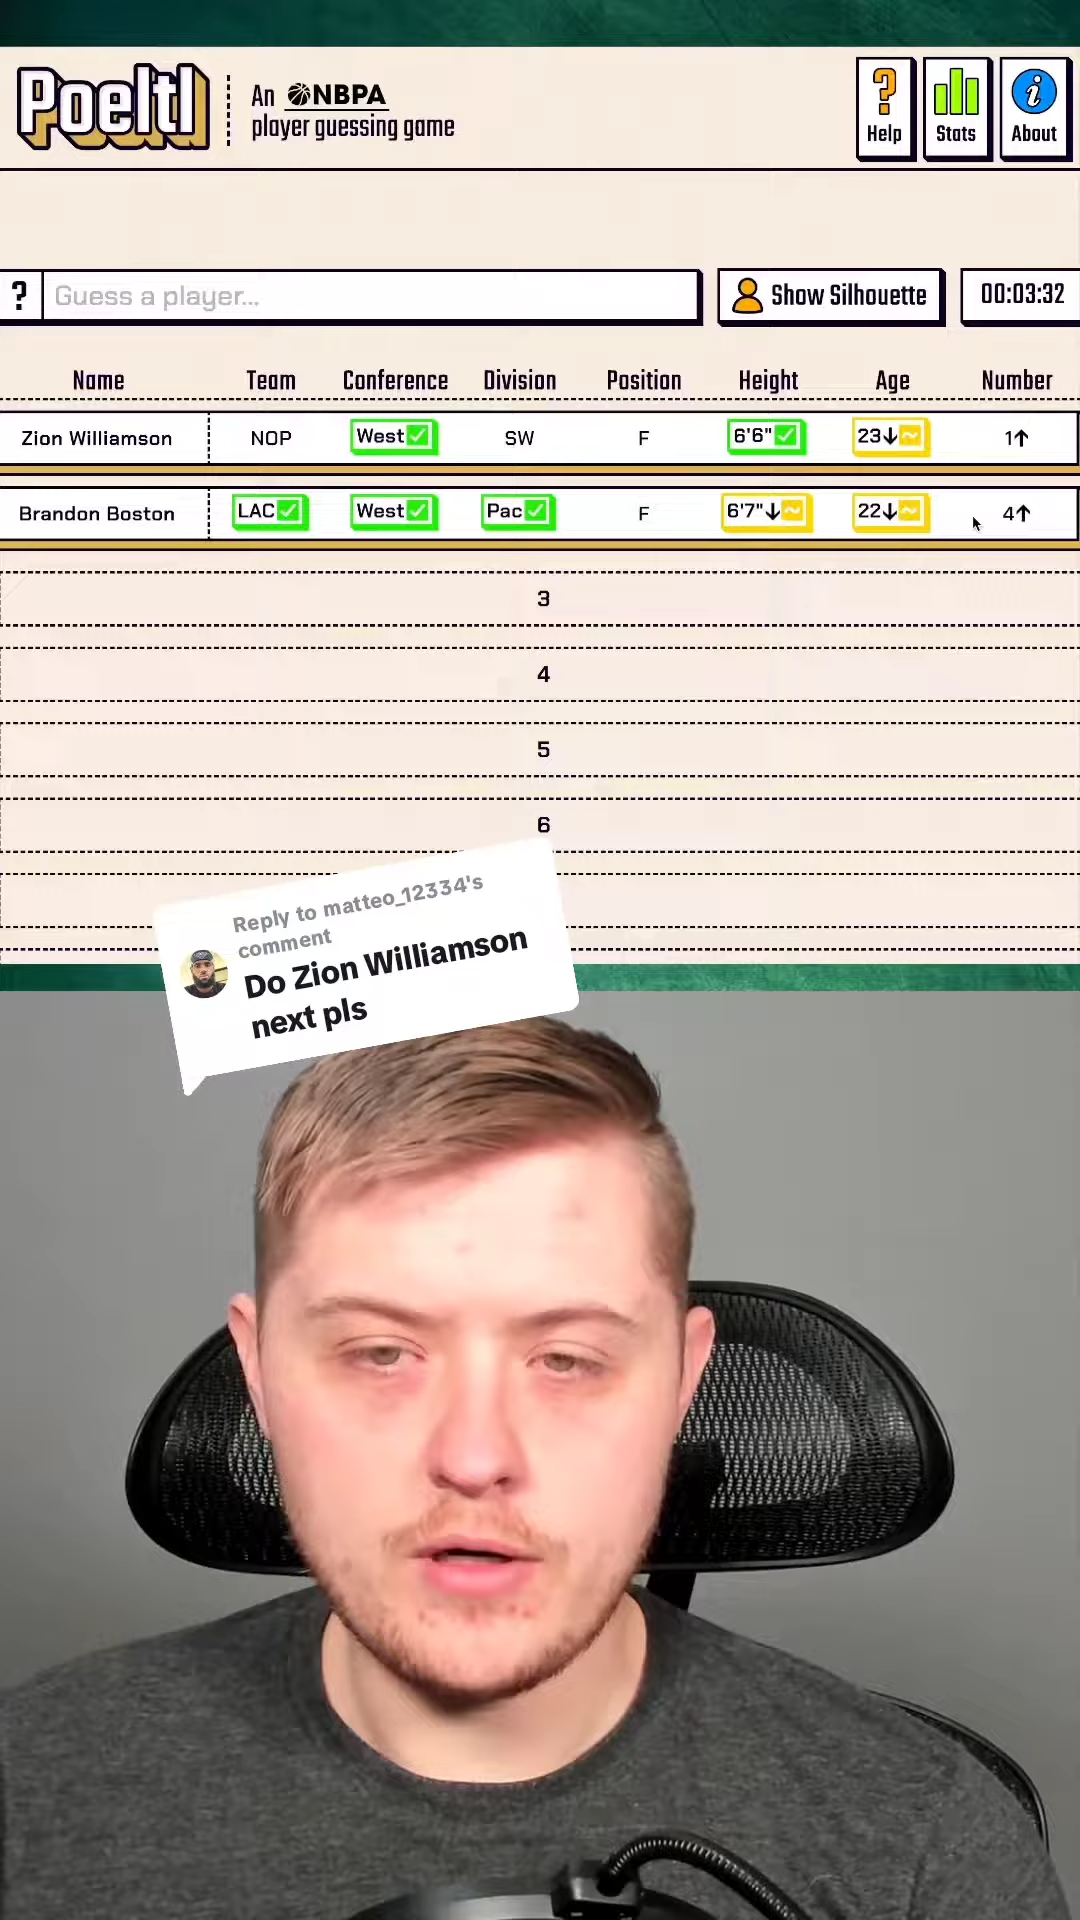 Poeltl
An NBPA
player guessing game
Help
Stats
About
?
Guess a player...
Show Silhouette
00:03:32
Name Team Conference Division Position Height Age Number
Zion Williamson NOP West✅ SW F 6'6"✅ 23↓~ 1↑
Brandon Boston LAC✅ West✅ Pac✅ F 6'7"↓~ 22↓~ 4↑
3
4
5
6
Reply to matteo_12334's
comment
Do Zion Williamson
next pls